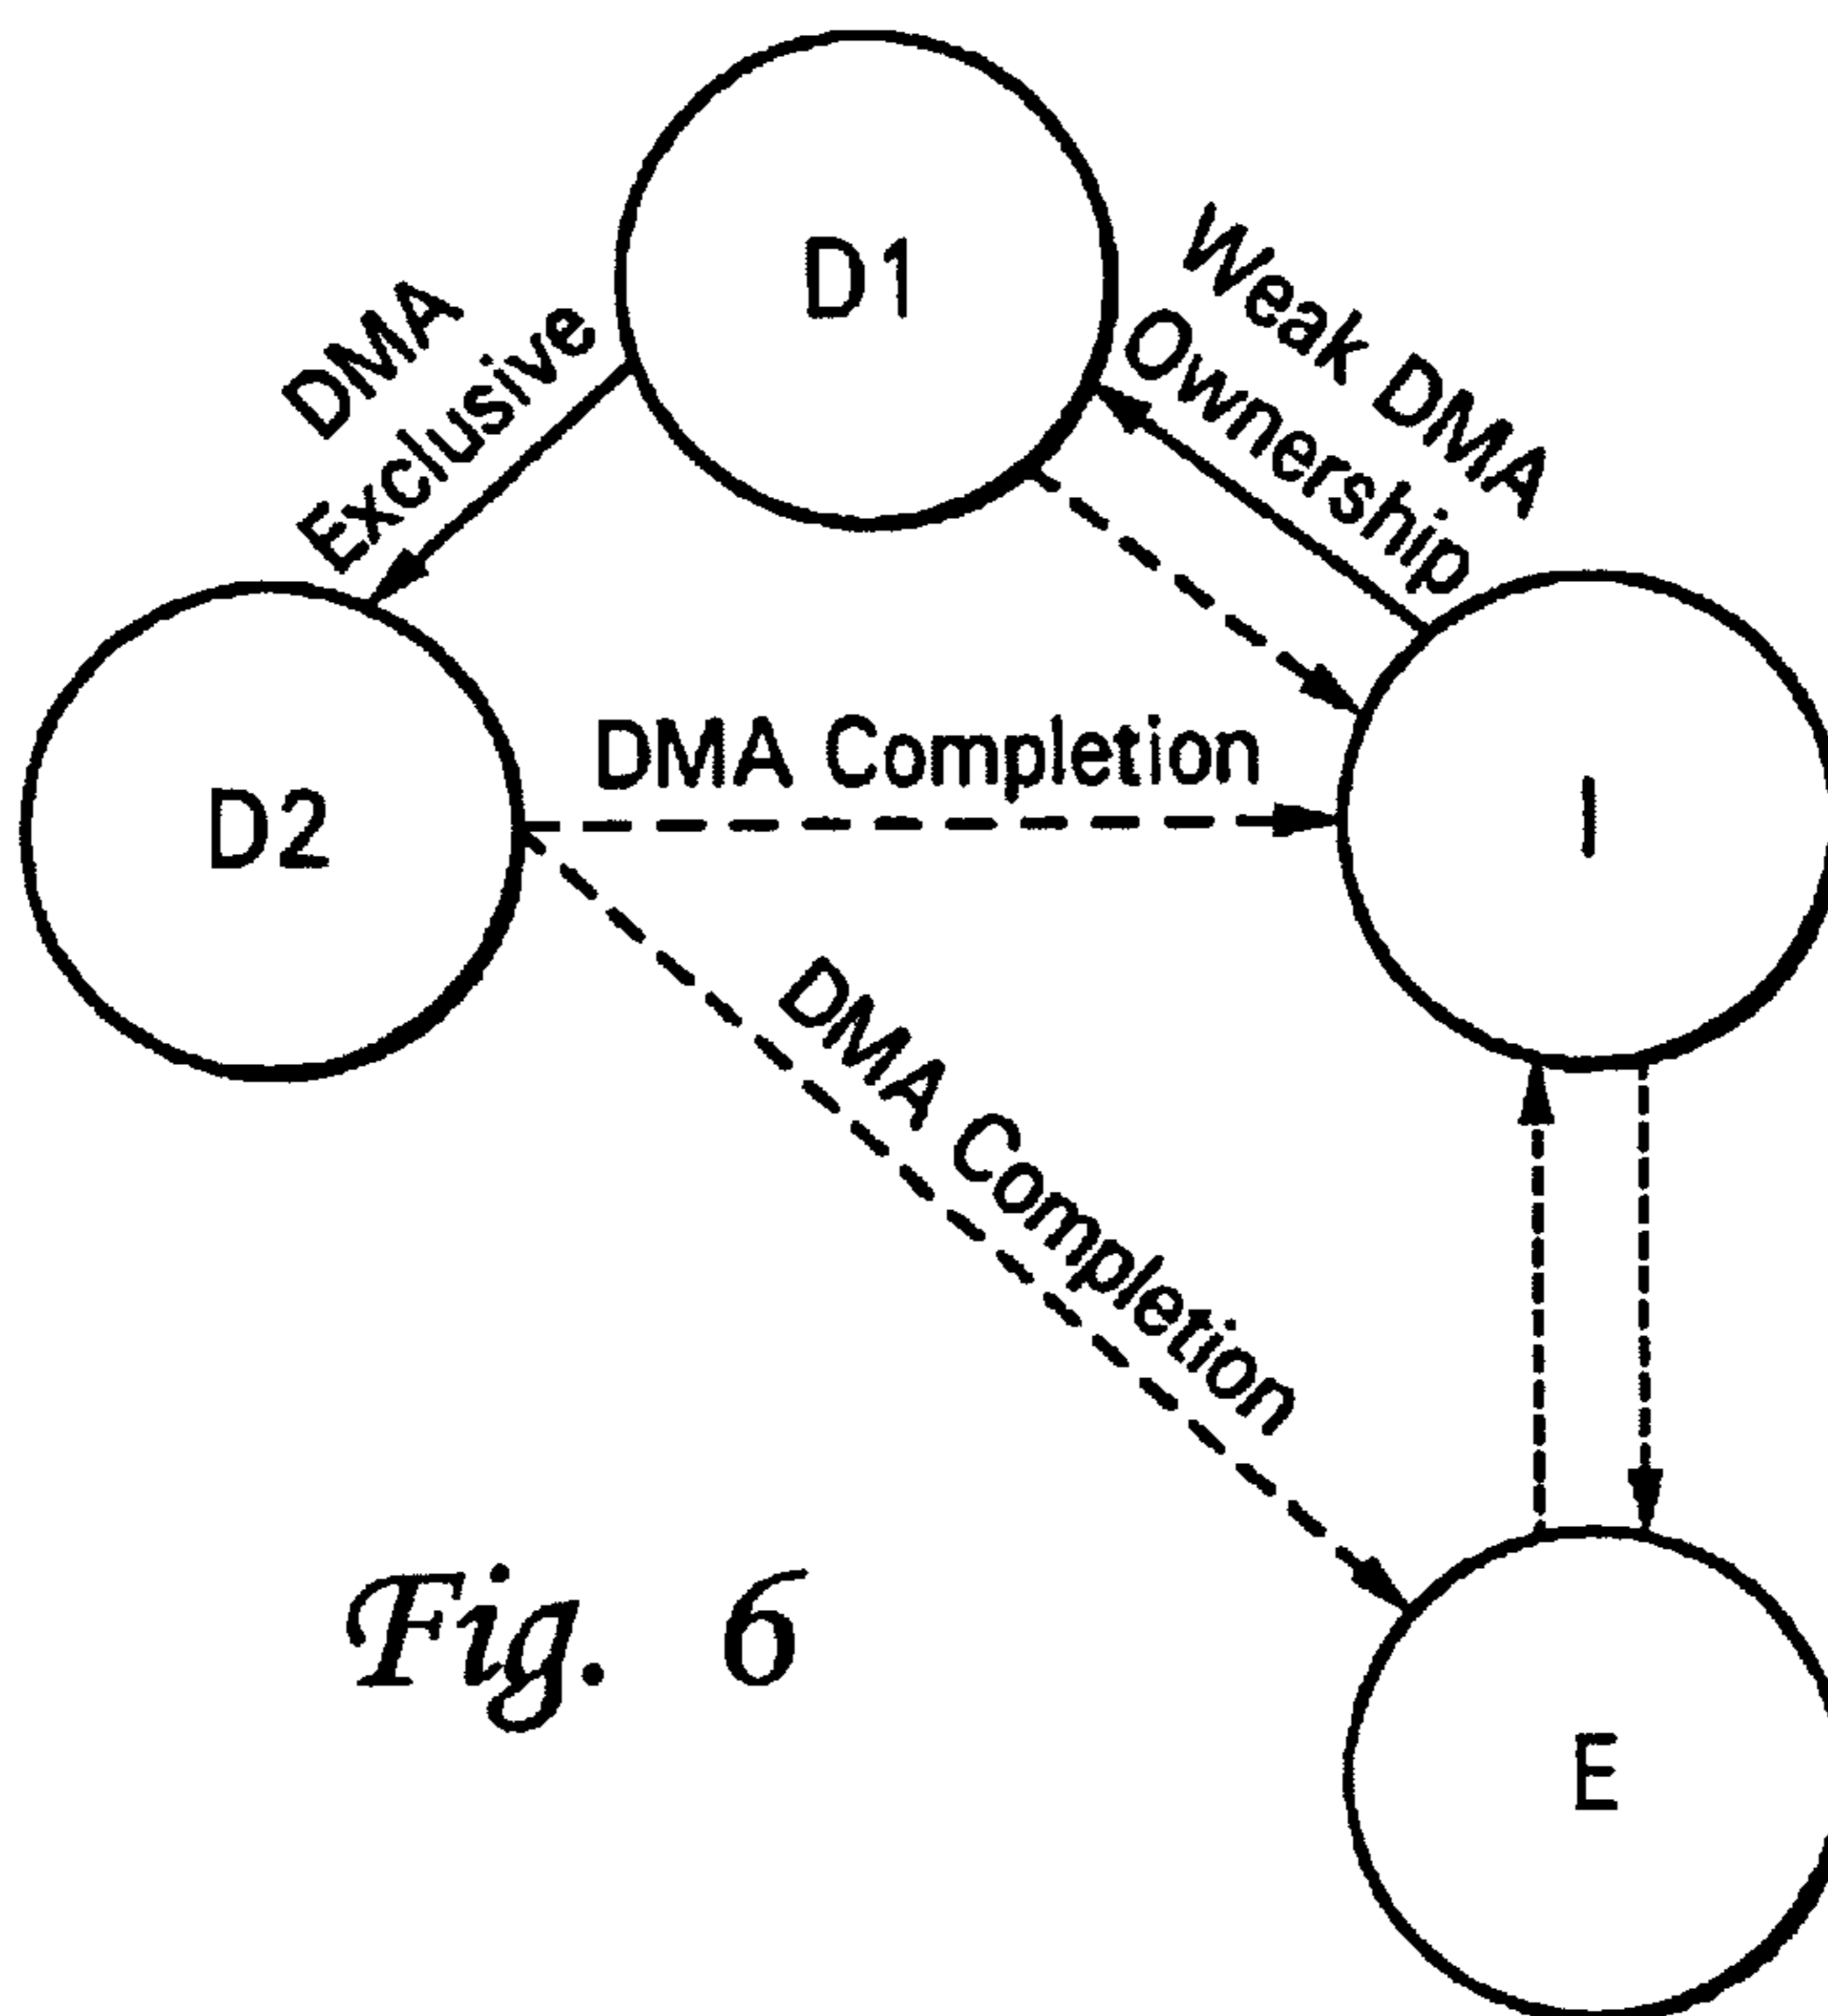 D1
Weak DMA
Ownership
DMA
Exclusive
D2
DMA Completion
I
DMA Completion
Fig. 6
E